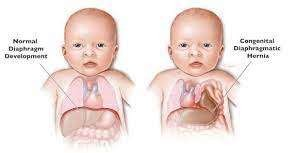 Normal
Diaphragm
Development
Congenital
Diaphragmatic
Hernia